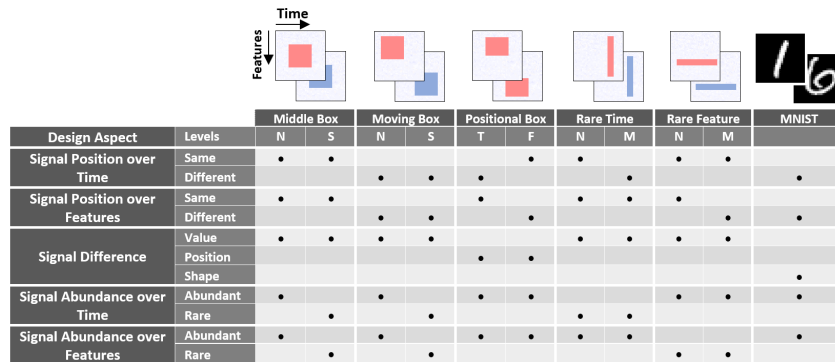 Time
Features
Middle Box Moving Box Positional Box Rare Time Rare Feature MNIST
Design Aspect Levels N S N S T F N M N M
Signal Position over Time Same • • • • • •
Different • • • • •
Signal Position over Features Same • • • • • •
Different • • • • •
Signal Difference Value • • • • • • • •
Position • •
Shape •
Signal Abundance over Time Abundant • • • • • • •
Rare • • • •
Signal Abundance over Features Abundant • • • • • • •
Rare • • • •